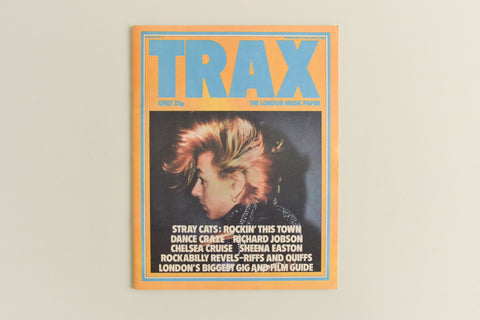 TRAX
ONLY 25p THE LONDON MUSIC PAPER
STRAY CATS: ROCKIN' THIS TOWN
DANCE CRAZE RICHARD JOBSON
CHELSEA CRUISE SHEENA EASTON
ROCKABILLY REVELS-RIFFS AND QUIFFS
LONDON'S BIGGEST GIG AND FILM GUIDE